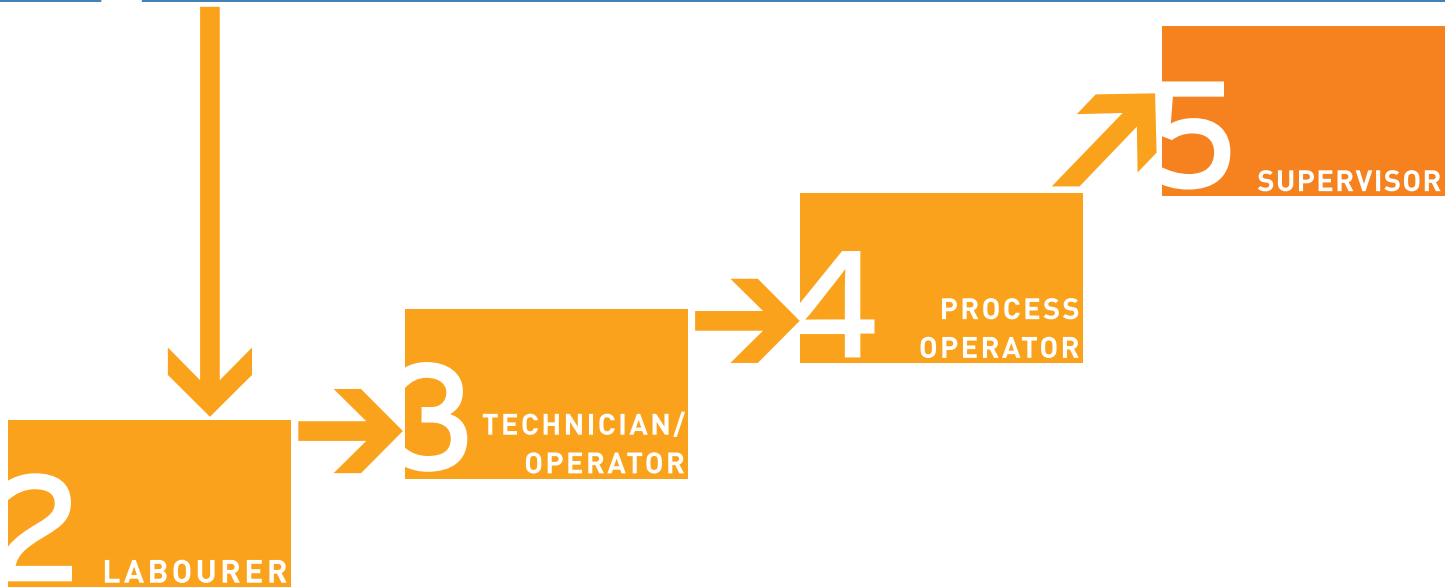 5 SUPERVISOR
4 PROCESS
OPERATOR
3 TECHNICIAN/
OPERATOR
2 LABOURER